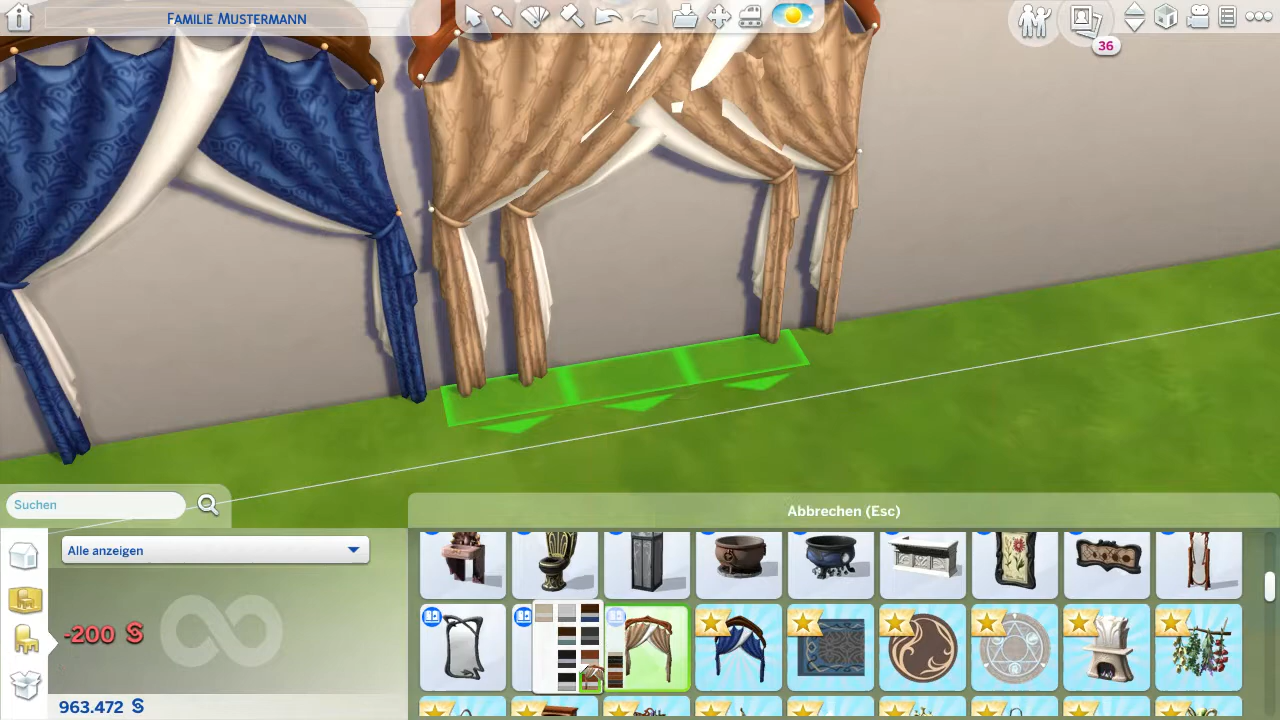 FAMILIE MUSTERMANN
36
Suchen
Abbrechen (Esc)
Alle anzeigen
-200
963.472